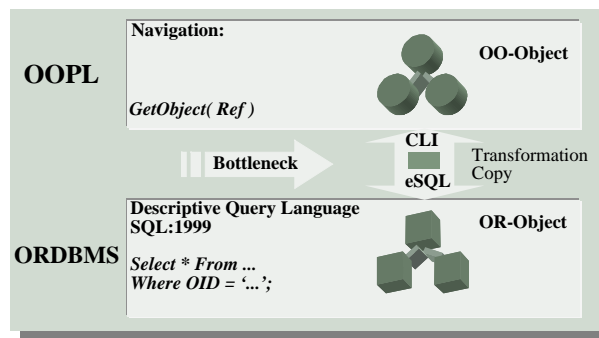 OOPL
Navigation:
GetObject( Ref )
OO-Object
Bottleneck
CLI
eSQL
Transformation
Copy
ORDBMS
Descriptive Query Language
SQL:1999
Select * From ...
Where OID = ‘...’;
OR-Object